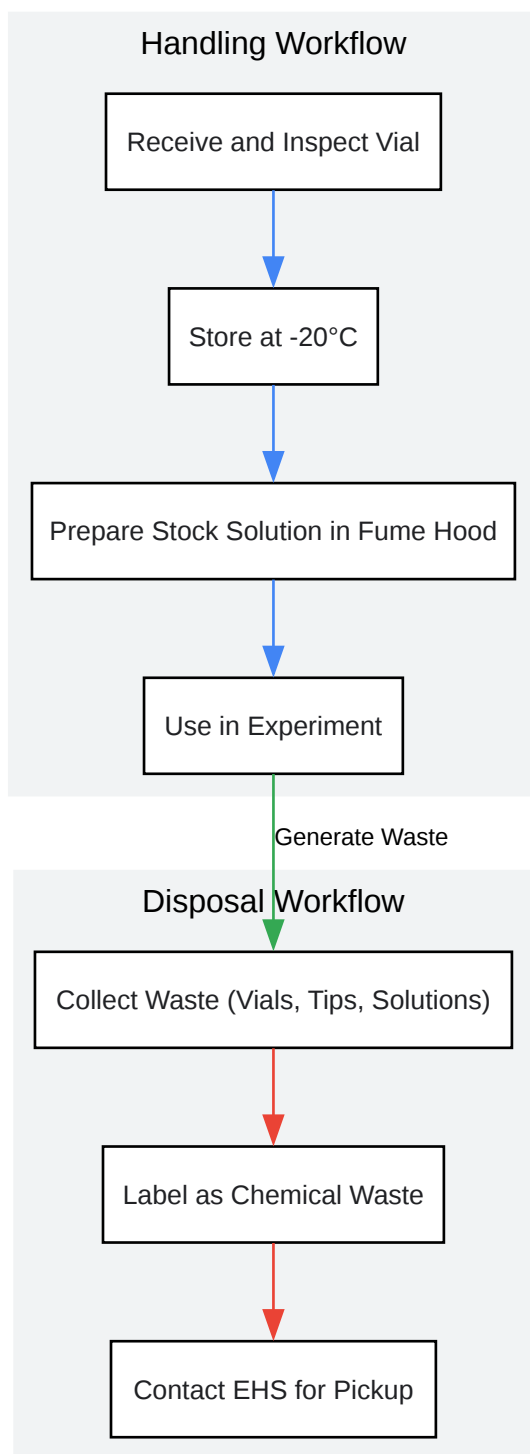 Handling Workflow
Receive and Inspect Vial
Store at -20°C
Prepare Stock Solution in Fume Hood
Use in Experiment
Generate Waste
Disposal Workflow
Collect Waste (Vials, Tips, Solutions)
Label as Chemical Waste
Contact EHS for Pickup